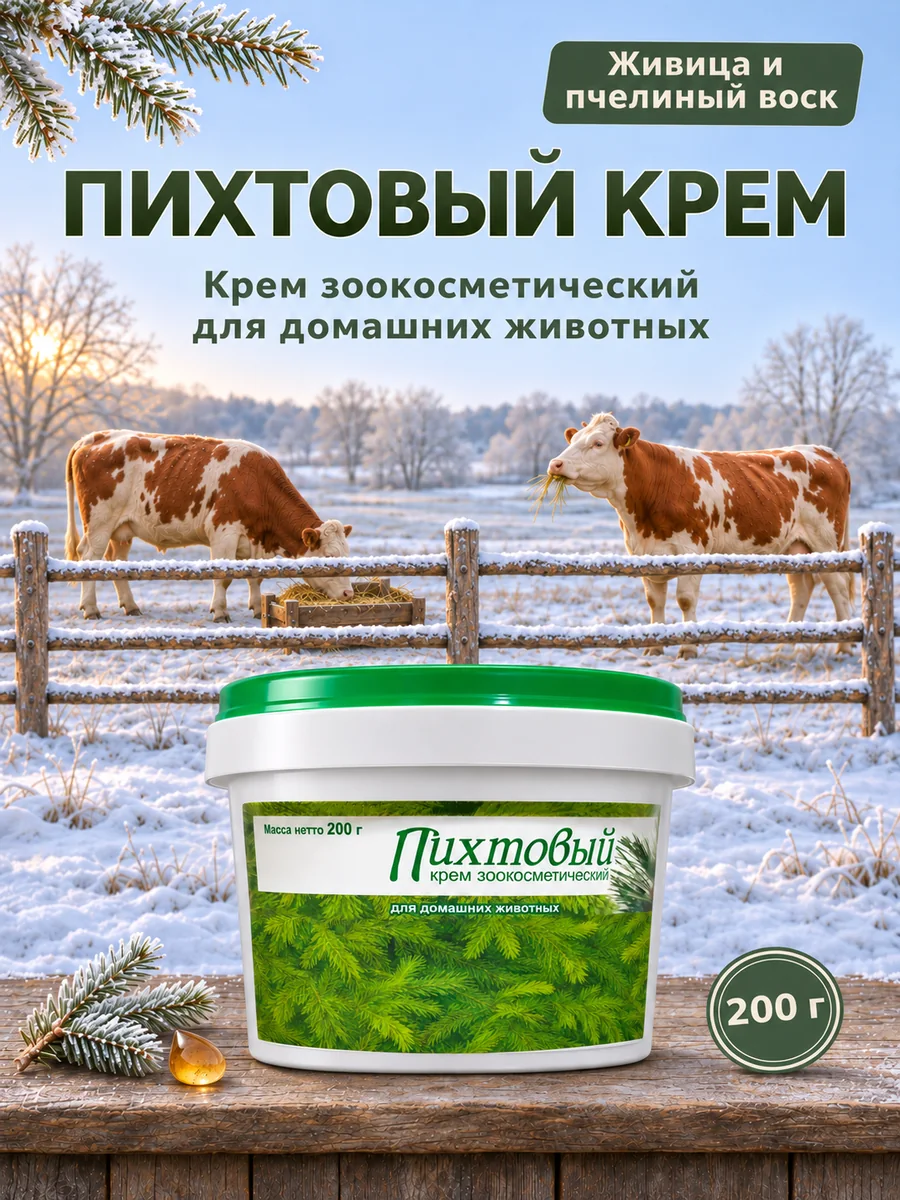 Живица и
пчелиный воск
ПИХТОВЫЙ КРЕМ
Крем зоокосметический
для домашних животных
Масса нетто 200 г
Пихтовый
крем зоокосметический
для домашних животных
200 г